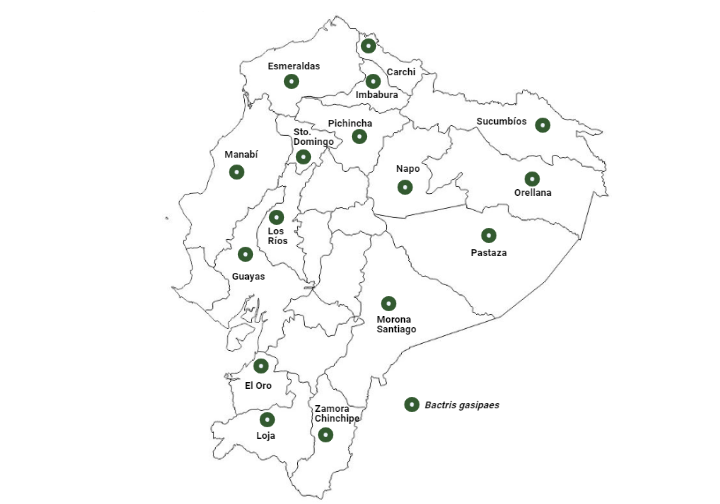 Esmeraldas
Carchi
Imbabura
Sucumbíos
Pichincha
Sto.
Domingo
Manabí
Napo
Orellana
Los
Ríos
Pastaza
Guayas
Morona
Santiago
El Oro
Bactris gasipaes
Zamora
Chinchipe
Loja